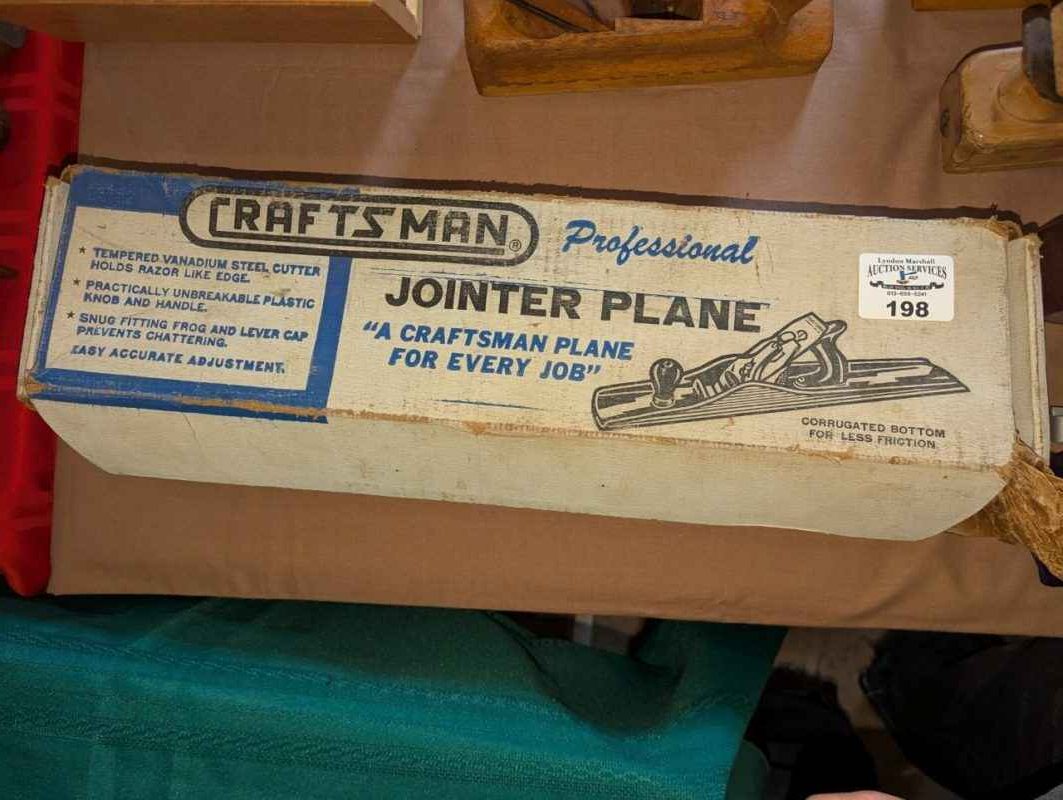 CRAFTSMAN®
Professional
JOINTER PLANE
"A CRAFTSMAN PLANE
FOR EVERY JOB"
★ TEMPERED VANADIUM STEEL CUTTER
HOLDS RAZOR LIKE EDGE.
★ PRACTICALLY UNBREAKABLE PLASTIC
KNOB AND HANDLE.
★ SNUG FITTING FROG AND LEVER CAP
PREVENTS CHATTERING.
EASY ACCURATE ADJUSTMENT.
CORRUGATED BOTTOM
FOR LESS FRICTION
Lyndon Marshall
AUCTION SERVICES
198